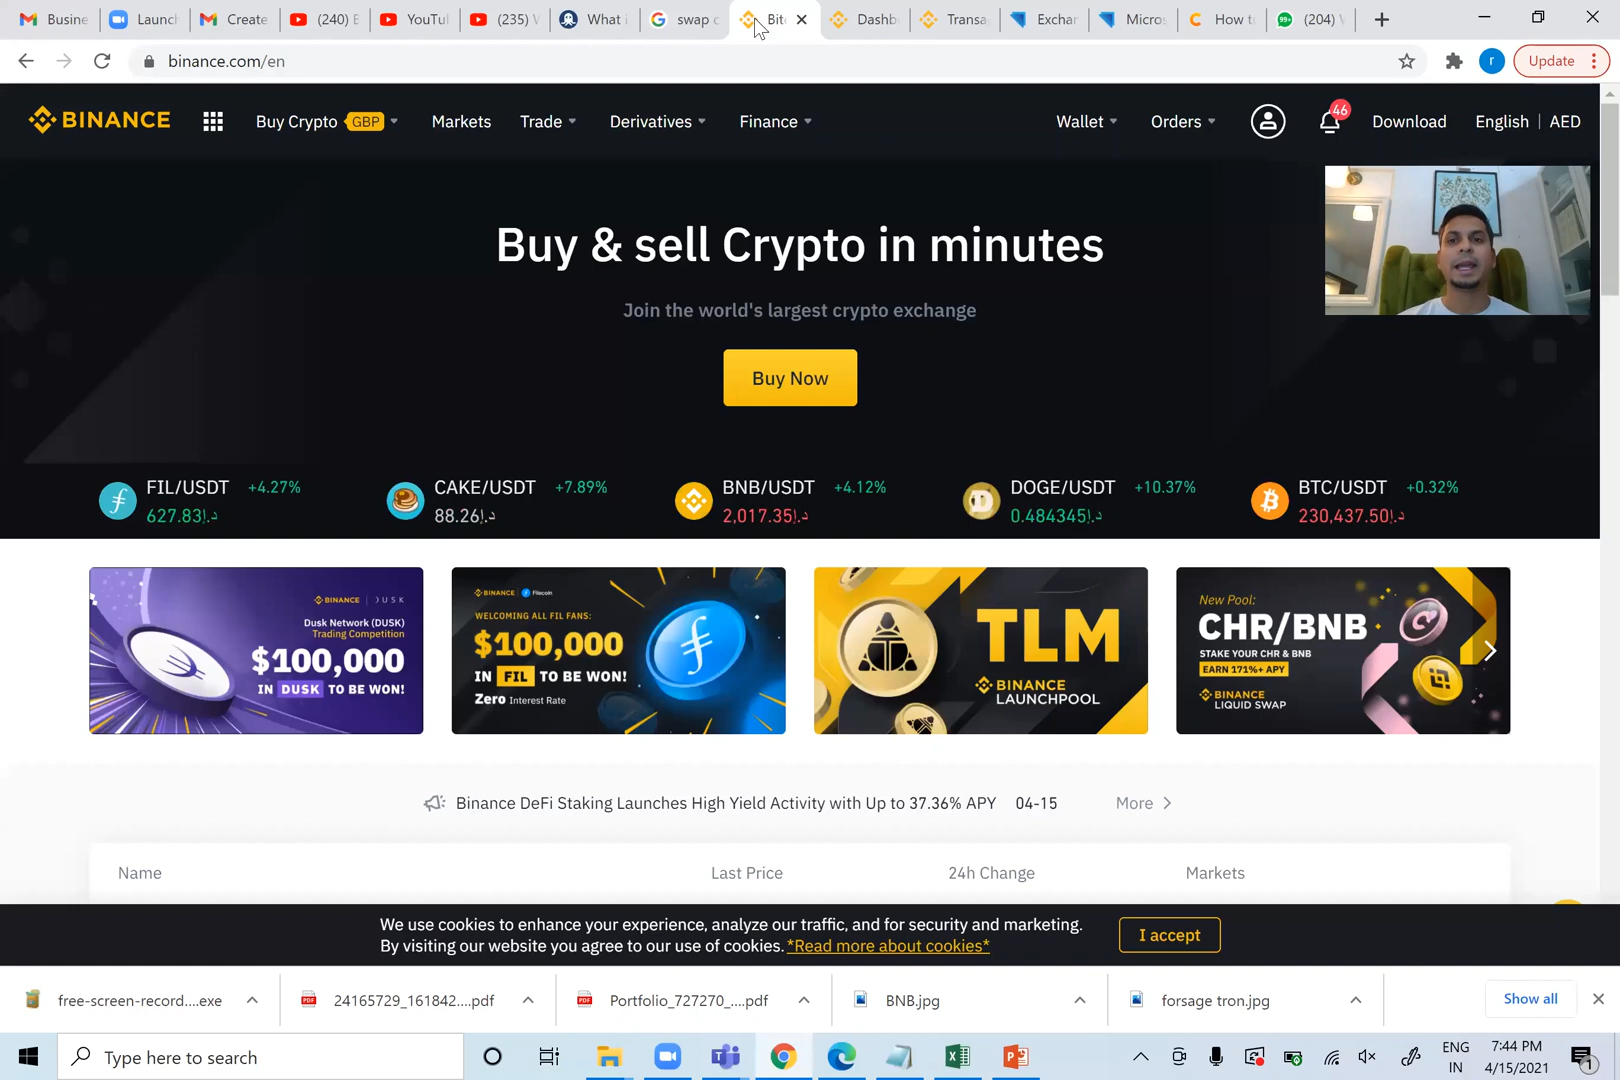 Busine
Launch
Create
(240) E
YouTu
(235) V
What i
swap c
Bit
Dashb
Transa
Exchar
Micros
How t
(204) V
binance.com/en
Update
BINANCE
Buy Crypto GBP
Markets
Trade
Derivatives
Finance
Wallet
Orders
46
Download
English | AED
Buy & sell Crypto in minutes
Join the world's largest crypto exchange
Buy Now
FIL/USDT +4.27%
627.83د.إ
CAKE/USDT +7.89%
88.26د.إ
BNB/USDT +4.12%
2,017.35د.إ
DOGE/USDT +10.37%
0.484345د.إ
BTC/USDT +0.32%
230,437.50د.إ
BINANCE DUSK
Dusk Network (DUSK)
Trading Competition
$100,000
IN DUSK TO BE WON!
BINANCE Filecoin
WELCOMING ALL FIL FANS:
$100,000
IN FIL TO BE WON!
Zero Interest Rate
TLM
BINANCE
LAUNCHPOOL
New Pool:
CHR/BNB
STAKE YOUR CHR & BNB
EARN 171%+ APY
BINANCE
LIQUID SWAP
Binance DeFi Staking Launches High Yield Activity with Up to 37.36% APY 04-15 More
Name Last Price 24h Change Markets
We use cookies to enhance your experience, analyze our traffic, and for security and marketing.
By visiting our website you agree to our use of cookies. *Read more about cookies*
I accept
free-screen-record....exe
24165729_161842....pdf
Portfolio_727270_....pdf
BNB.jpg
forsage tron.jpg
Show all
Type here to search
ENG
IN
7:44 PM
4/15/2021
1